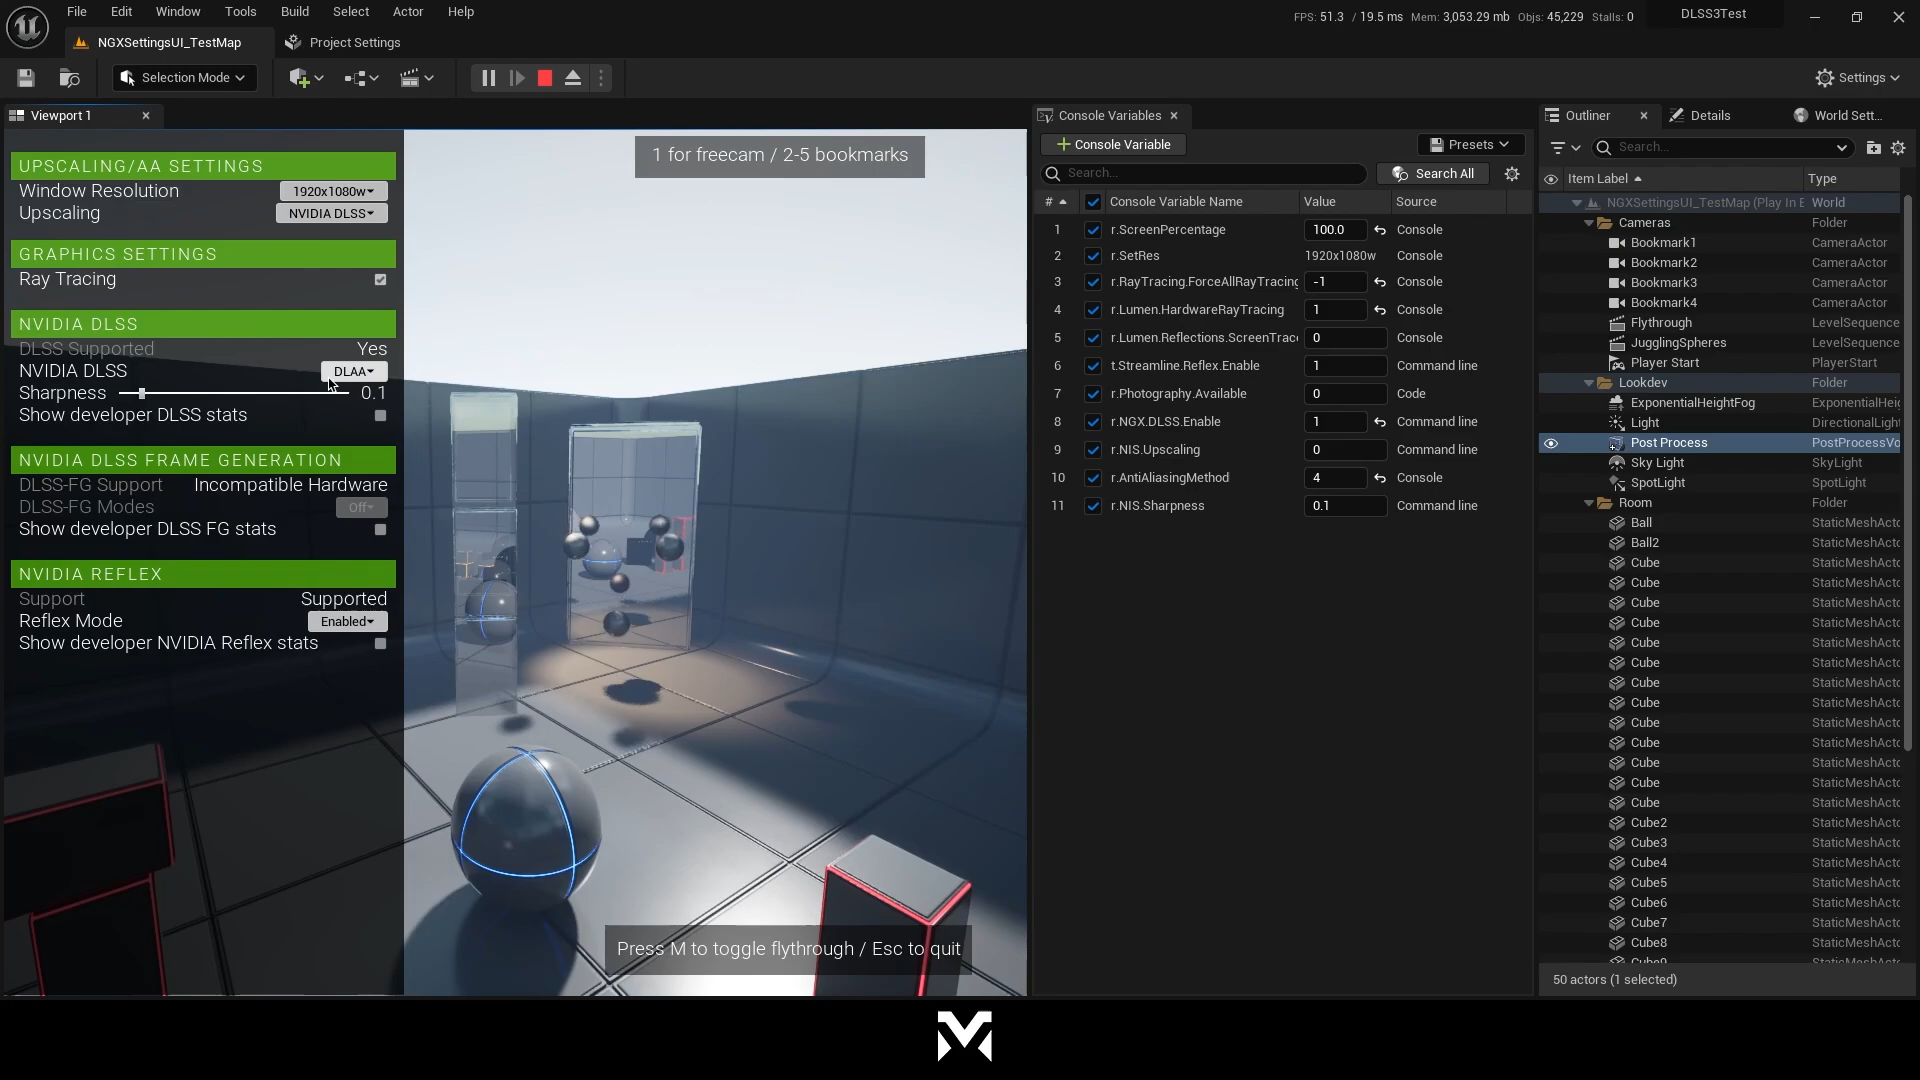 File Edit Window Tools Build Select Actor Help
FPS: 51.3 / 19.5 ms Mem: 3,053.29 mb Objs: 45,229 Stalls: 0
DLSS3Test
NGXSettingsUI_TestMap
Project Settings
Selection Mode
Settings
Viewport 1
UPSCALING/AA SETTINGS
Window Resolution 1920x1080w
Upscaling NVIDIA DLSS
GRAPHICS SETTINGS
Ray Tracing
NVIDIA DLSS
DLSS Supported Yes
NVIDIA DLSS DLAA
Sharpness 0.1
Show developer DLSS stats
NVIDIA DLSS FRAME GENERATION
DLSS-FG Support Incompatible Hardware
DLSS-FG Modes Off
Show developer DLSS FG stats
NVIDIA REFLEX
Support Supported
Reflex Mode Enabled
Show developer NVIDIA Reflex stats
1 for freecam / 2-5 bookmarks
Press M to toggle flythrough / Esc to quit
Console Variables
+ Console Variable
Presets
Search...
Search All
# Console Variable Name Value Source
1 r.ScreenPercentage 100.0 Console
2 r.SetRes 1920x1080w Console
3 r.RayTracing.ForceAllRayTracing -1 Console
4 r.Lumen.HardwareRayTracing 1 Console
5 r.Lumen.Reflections.ScreenTrace 0 Console
6 t.Streamline.Reflex.Enable 1 Command line
7 r.Photography.Available 0 Code
8 r.NGX.DLSS.Enable 1 Command line
9 r.NIS.Upscaling 0 Command line
10 r.AntiAliasingMethod 4 Console
11 r.NIS.Sharpness 0.1 Command line
Outliner
Details
World Sett...
Search...
Item Label Type
NGXSettingsUI_TestMap (Play In E World
Cameras Folder
Bookmark1 CameraActor
Bookmark2 CameraActor
Bookmark3 CameraActor
Bookmark4 CameraActor
Flythrough LevelSequence
JugglingSpheres LevelSequence
Player Start PlayerStart
Lookdev Folder
ExponentialHeightFog ExponentialHeig
Light DirectionalLight
Post Process PostProcessVo
Sky Light SkyLight
SpotLight SpotLight
Room Folder
Ball StaticMeshActo
Ball2 StaticMeshActo
Cube StaticMeshActo
Cube StaticMeshActo
Cube StaticMeshActo
Cube StaticMeshActo
Cube StaticMeshActo
Cube StaticMeshActo
Cube StaticMeshActo
Cube StaticMeshActo
Cube StaticMeshActo
Cube StaticMeshActo
Cube StaticMeshActo
Cube StaticMeshActo
Cube StaticMeshActo
Cube2 StaticMeshActo
Cube3 StaticMeshActo
Cube4 StaticMeshActo
Cube5 StaticMeshActo
Cube6 StaticMeshActo
Cube7 StaticMeshActo
Cube8 StaticMeshActo
50 actors (1 selected)